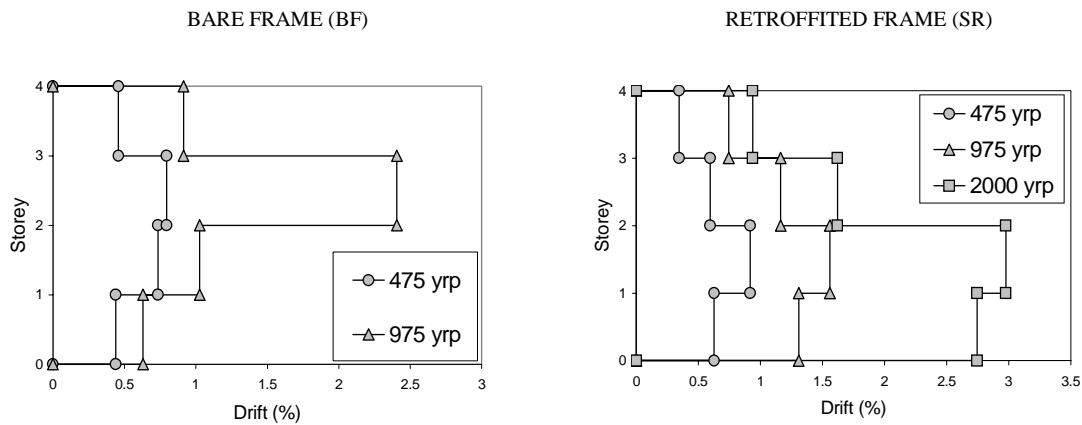 BARE FRAME (BF)
4
3
2
1
0
Storey
0 0.5 1 1.5 2 2.5 3
Drift (%)
475 yrp
975 yrp
RETROFFITED FRAME (SR)
4
3
2
1
0
Storey
0 0.5 1 1.5 2 2.5 3 3.5
Drift (%)
475 yrp
975 yrp
2000 yrp